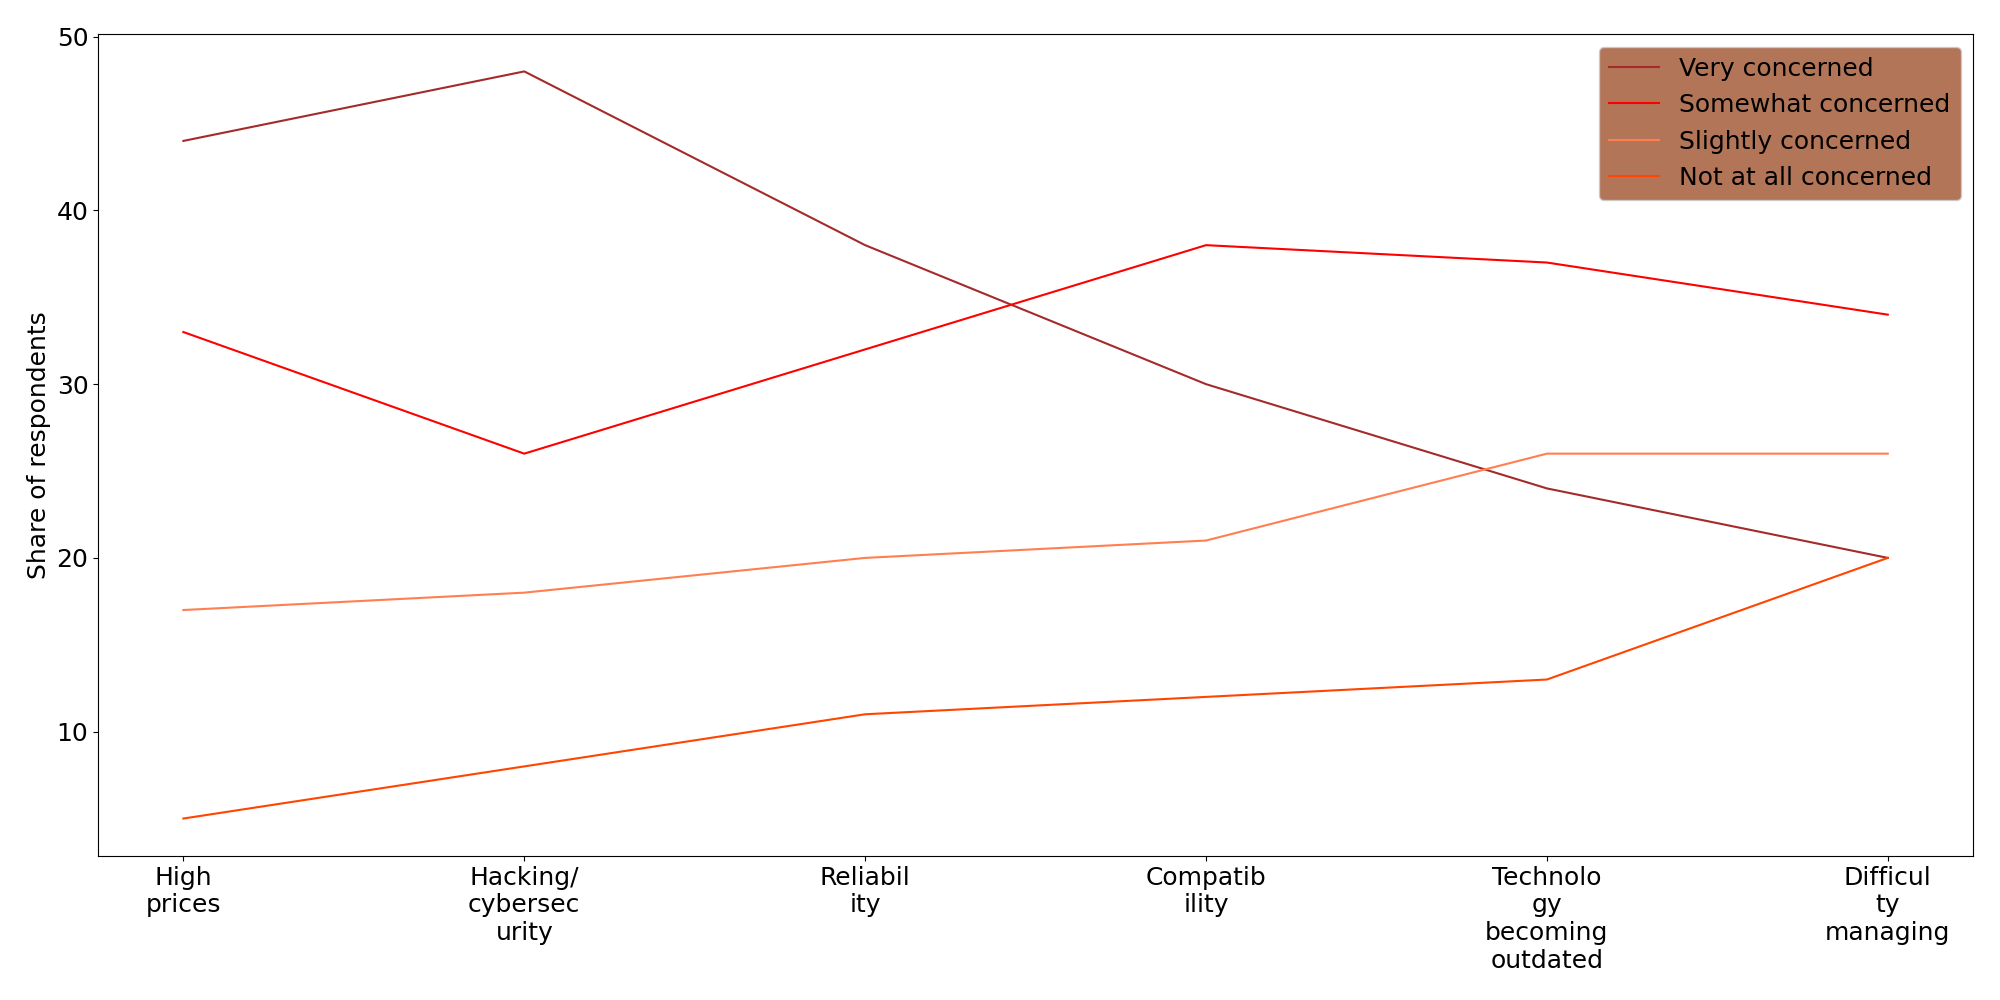 50
40
30
20
10
Share of respondents
Very concerned
Somewhat concerned
Slightly concerned
Not at all concerned
High
prices
Hacking/
cybersec
urity
Reliabil
ity
Compatib
ility
Technolo
gy
becoming
outdated
Difficul
ty
managing